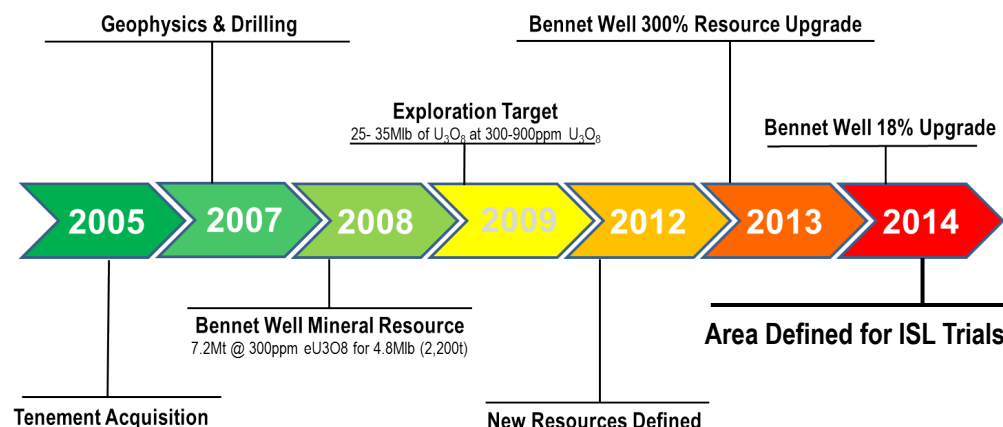 Geophysics & Drilling
Bennet Well 300% Resource Upgrade
Exploration Target
25- 35Mlb of U₃O₈ at 300-900ppm U₃O₈
Bennet Well 18% Upgrade
2005
2007
2008
2009
2012
2013
2014
Bennet Well Mineral Resource
7.2Mt @ 300ppm eU3O8 for 4.8Mlb (2,200t)
Area Defined for ISL Trials
Tenement Acquisition
New Resources Defined